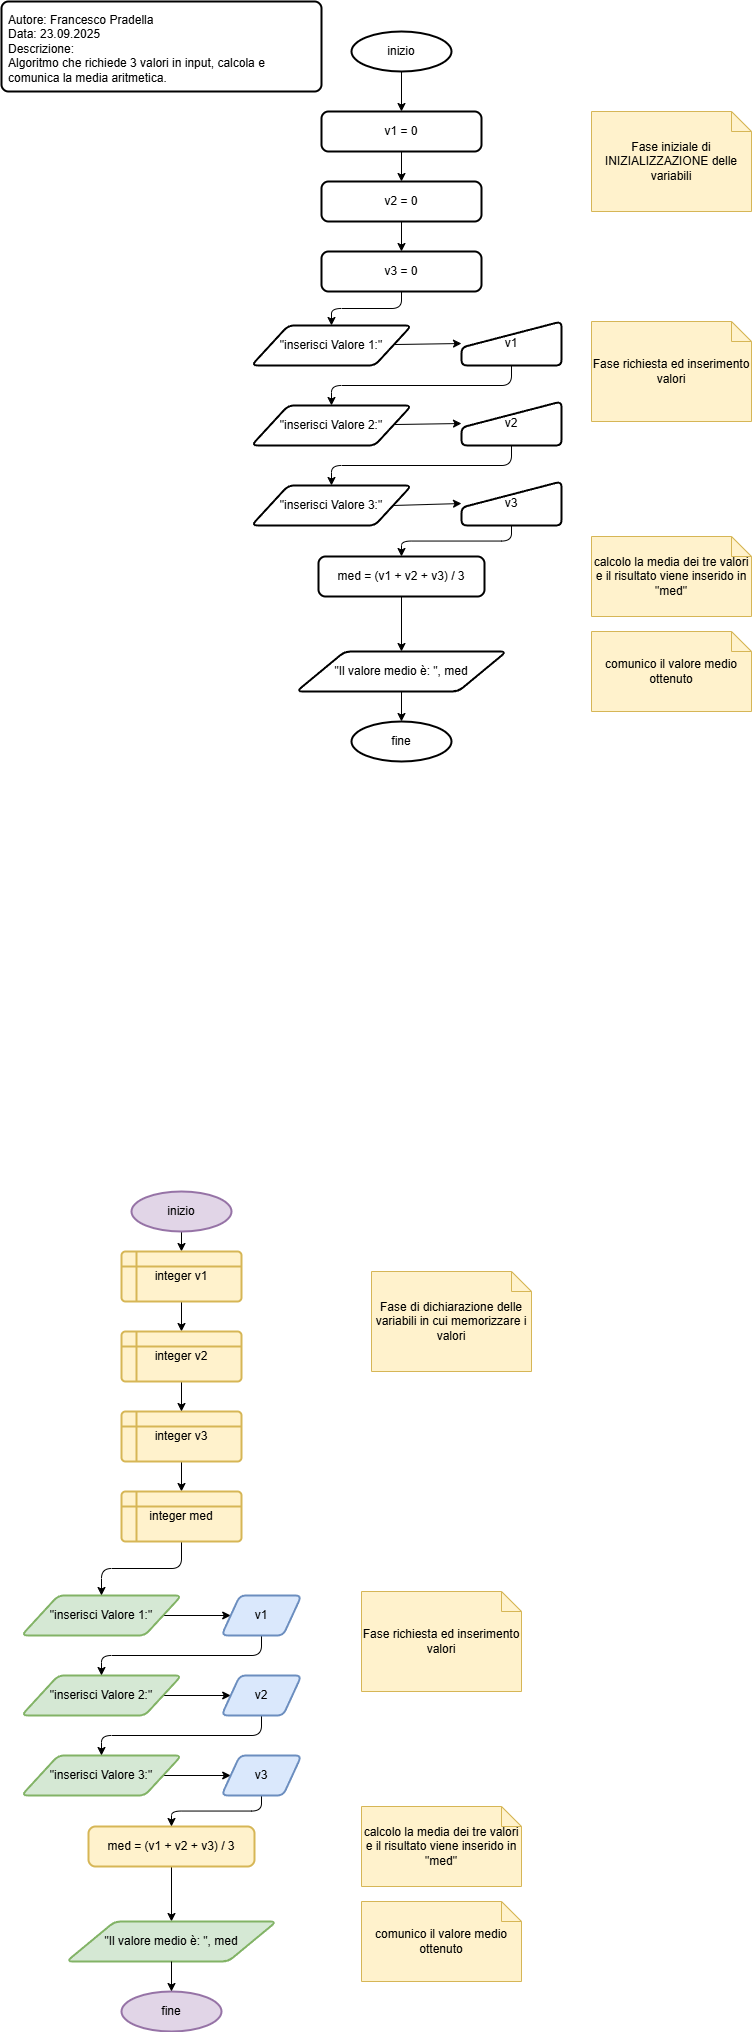 Autore: Francesco Pradella
Data: 23.09.2025
Descrizione:
Algoritmo che richiede 3 valori in input, calcola e
comunica la media aritmetica.
inizio
v1 = 0
Fase iniziale di
INIZIALIZZAZIONE delle
variabili
v2 = 0
v3 = 0
"inserisci Valore 1:"
v1
Fase richiesta ed inserimento
valori
"inserisci Valore 2:"
v2
"inserisci Valore 3:"
v3
med = (v1 + v2 + v3) / 3
calcolo la media dei tre valori
e il risultato viene inserido in
"med"
"Il valore medio è: ", med
comunico il valore medio
ottenuto
fine
inizio
integer v1
Fase di dichiarazione delle
variabili in cui memorizzare i
valori
integer v2
integer v3
integer med
"inserisci Valore 1:"
v1
Fase richiesta ed inserimento
valori
"inserisci Valore 2:"
v2
"inserisci Valore 3:"
v3
med = (v1 + v2 + v3) / 3
calcolo la media dei tre valori
e il risultato viene inserido in
"med"
"Il valore medio è: ", med
comunico il valore medio
ottenuto
fine